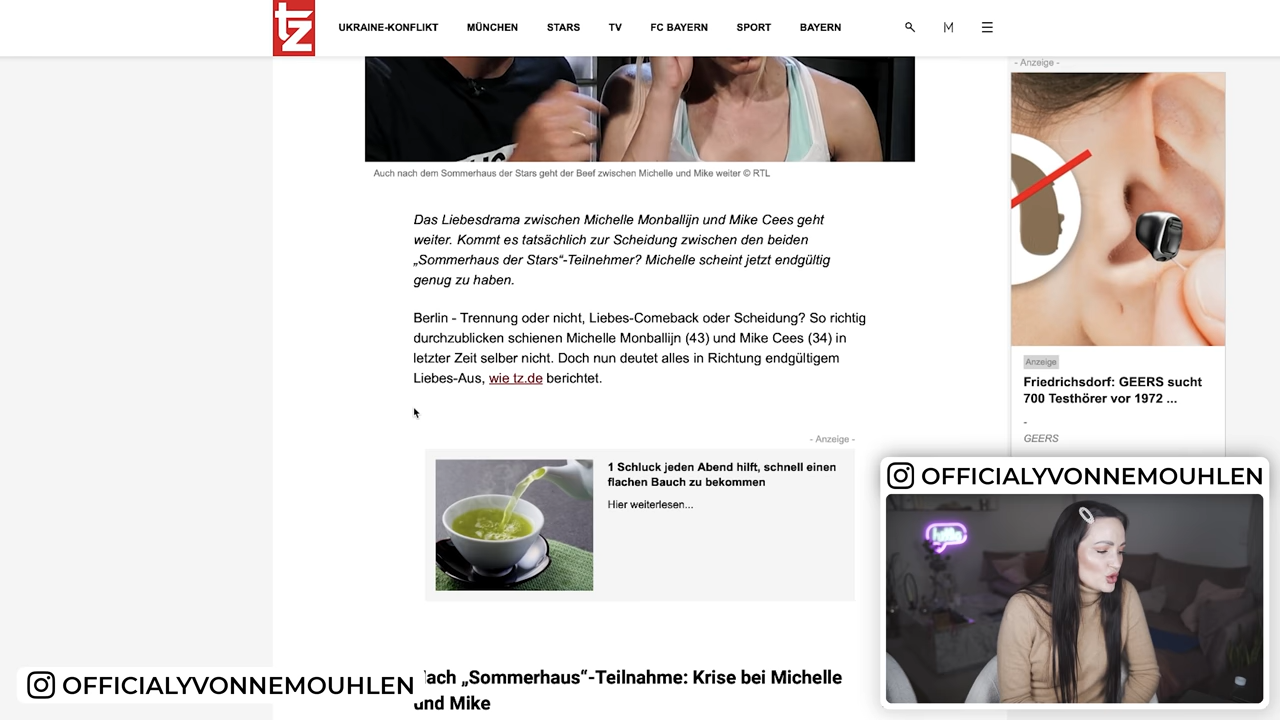 tz
UKRAINE-KONFLIKT
MÜNCHEN
STARS
TV
FC BAYERN
SPORT
BAYERN
M
- Anzeige -
Auch nach dem Sommerhaus der Stars geht der Beef zwischen Michelle und Mike weiter © RTL
Das Liebesdrama zwischen Michelle Monballijn und Mike Cees geht
weiter. Kommt es tatsächlich zur Scheidung zwischen den beiden
„Sommerhaus der Stars“-Teilnehmer? Michelle scheint jetzt endgültig
genug zu haben.
Berlin - Trennung oder nicht, Liebes-Comeback oder Scheidung? So richtig
durchzublicken schienen Michelle Monballijn (43) und Mike Cees (34) in
letzter Zeit selber nicht. Doch nun deutet alles in Richtung endgültigem
Liebes-Aus, wie tz.de berichtet.
Anzeige
Friedrichsdorf: GEERS sucht
700 Testhörer vor 1972 ...
-
GEERS
- Anzeige -
1 Schluck jeden Abend hilft, schnell einen
flachen Bauch zu bekommen
Hier weiterlesen...
OFFICIALYVONNEMOUHLEN
hello
ach „Sommerhaus“-Teilnahme: Krise bei Michelle
und Mike
OFFICIALYVONNEMOUHLEN